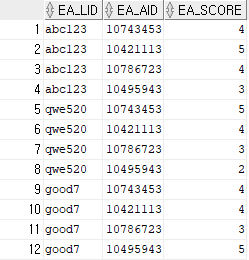 EA_LID EA_AID EA_SCORE
1 abc123 10743453 4
2 abc123 10421113 5
3 abc123 10786723 4
4 abc123 10495943 3
5 qwe520 10743453 5
6 qwe520 10421113 4
7 qwe520 10786723 3
8 qwe520 10495943 2
9 good7 10743453 4
10 good7 10421113 4
11 good7 10786723 3
12 good7 10495943 5